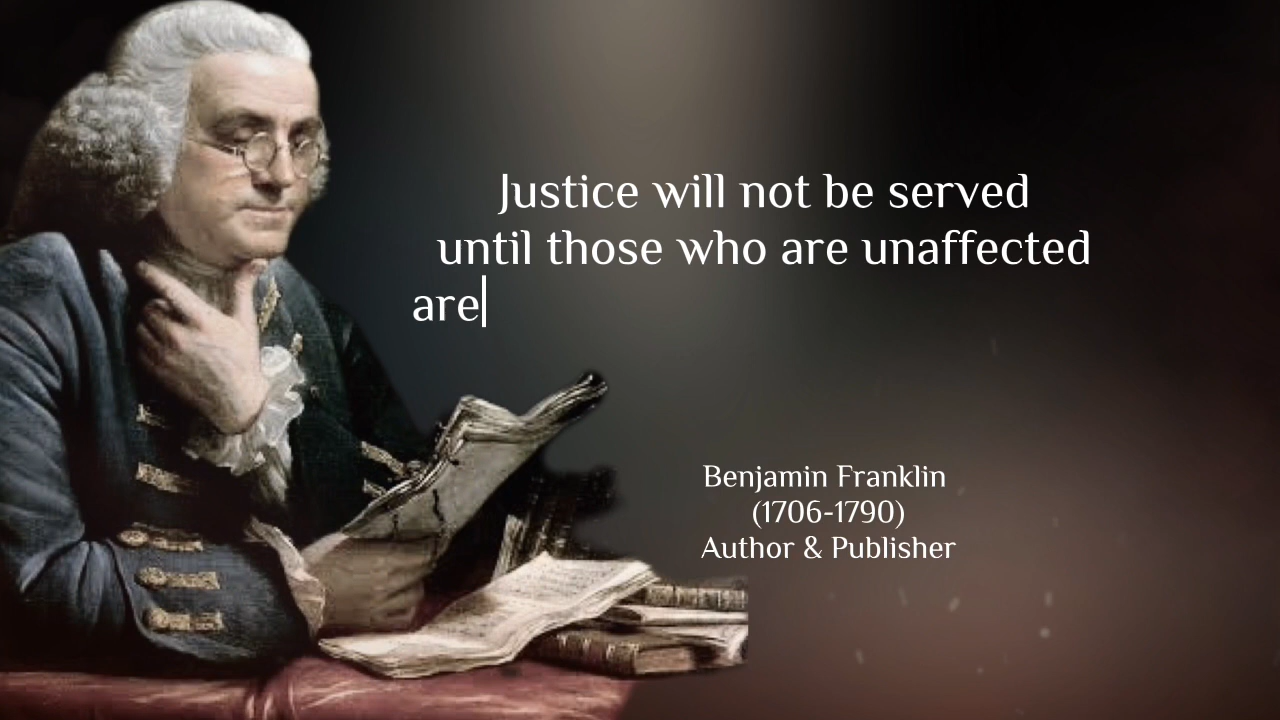 Justice will not be served
until those who are unaffected
are
Benjamin Franklin
(1706-1790)
Author & Publisher